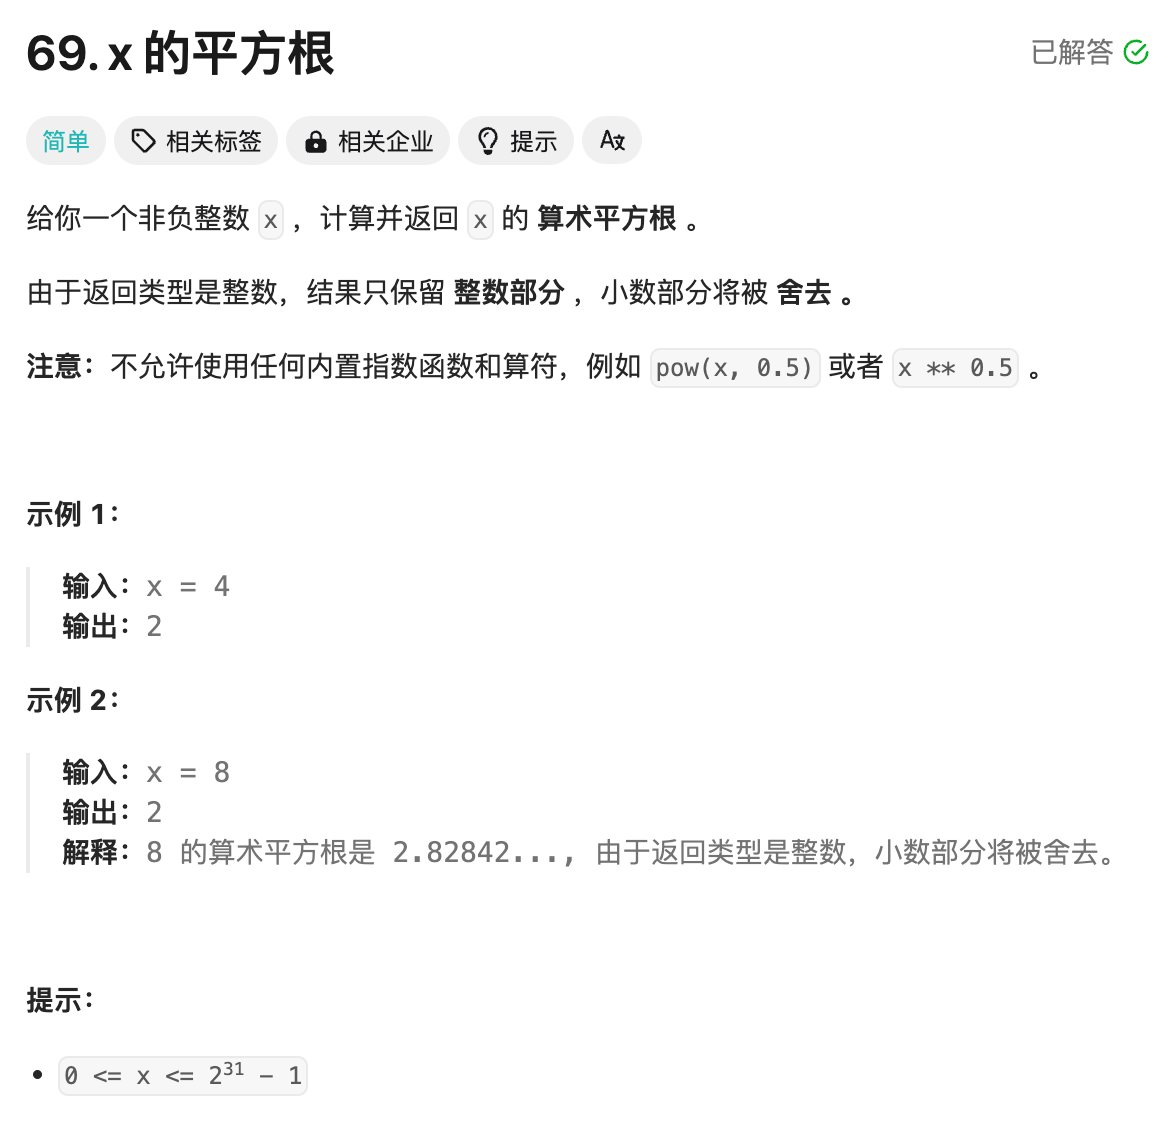 69. x 的平方根
已解答
简单 相关标签 相关企业 提示 A文
给你一个非负整数 x ，计算并返回 x 的 算术平方根 。
由于返回类型是整数，结果只保留 整数部分 ，小数部分将被 舍去 。
注意：不允许使用任何内置指数函数和算符，例如 pow(x, 0.5) 或者 x ** 0.5 。
示例 1：
输入：x = 4
输出：2
示例 2：
输入：x = 8
输出：2
解释：8 的算术平方根是 2.82842..., 由于返回类型是整数，小数部分将被舍去。
提示：
• 0 <= x <= 2³¹ - 1